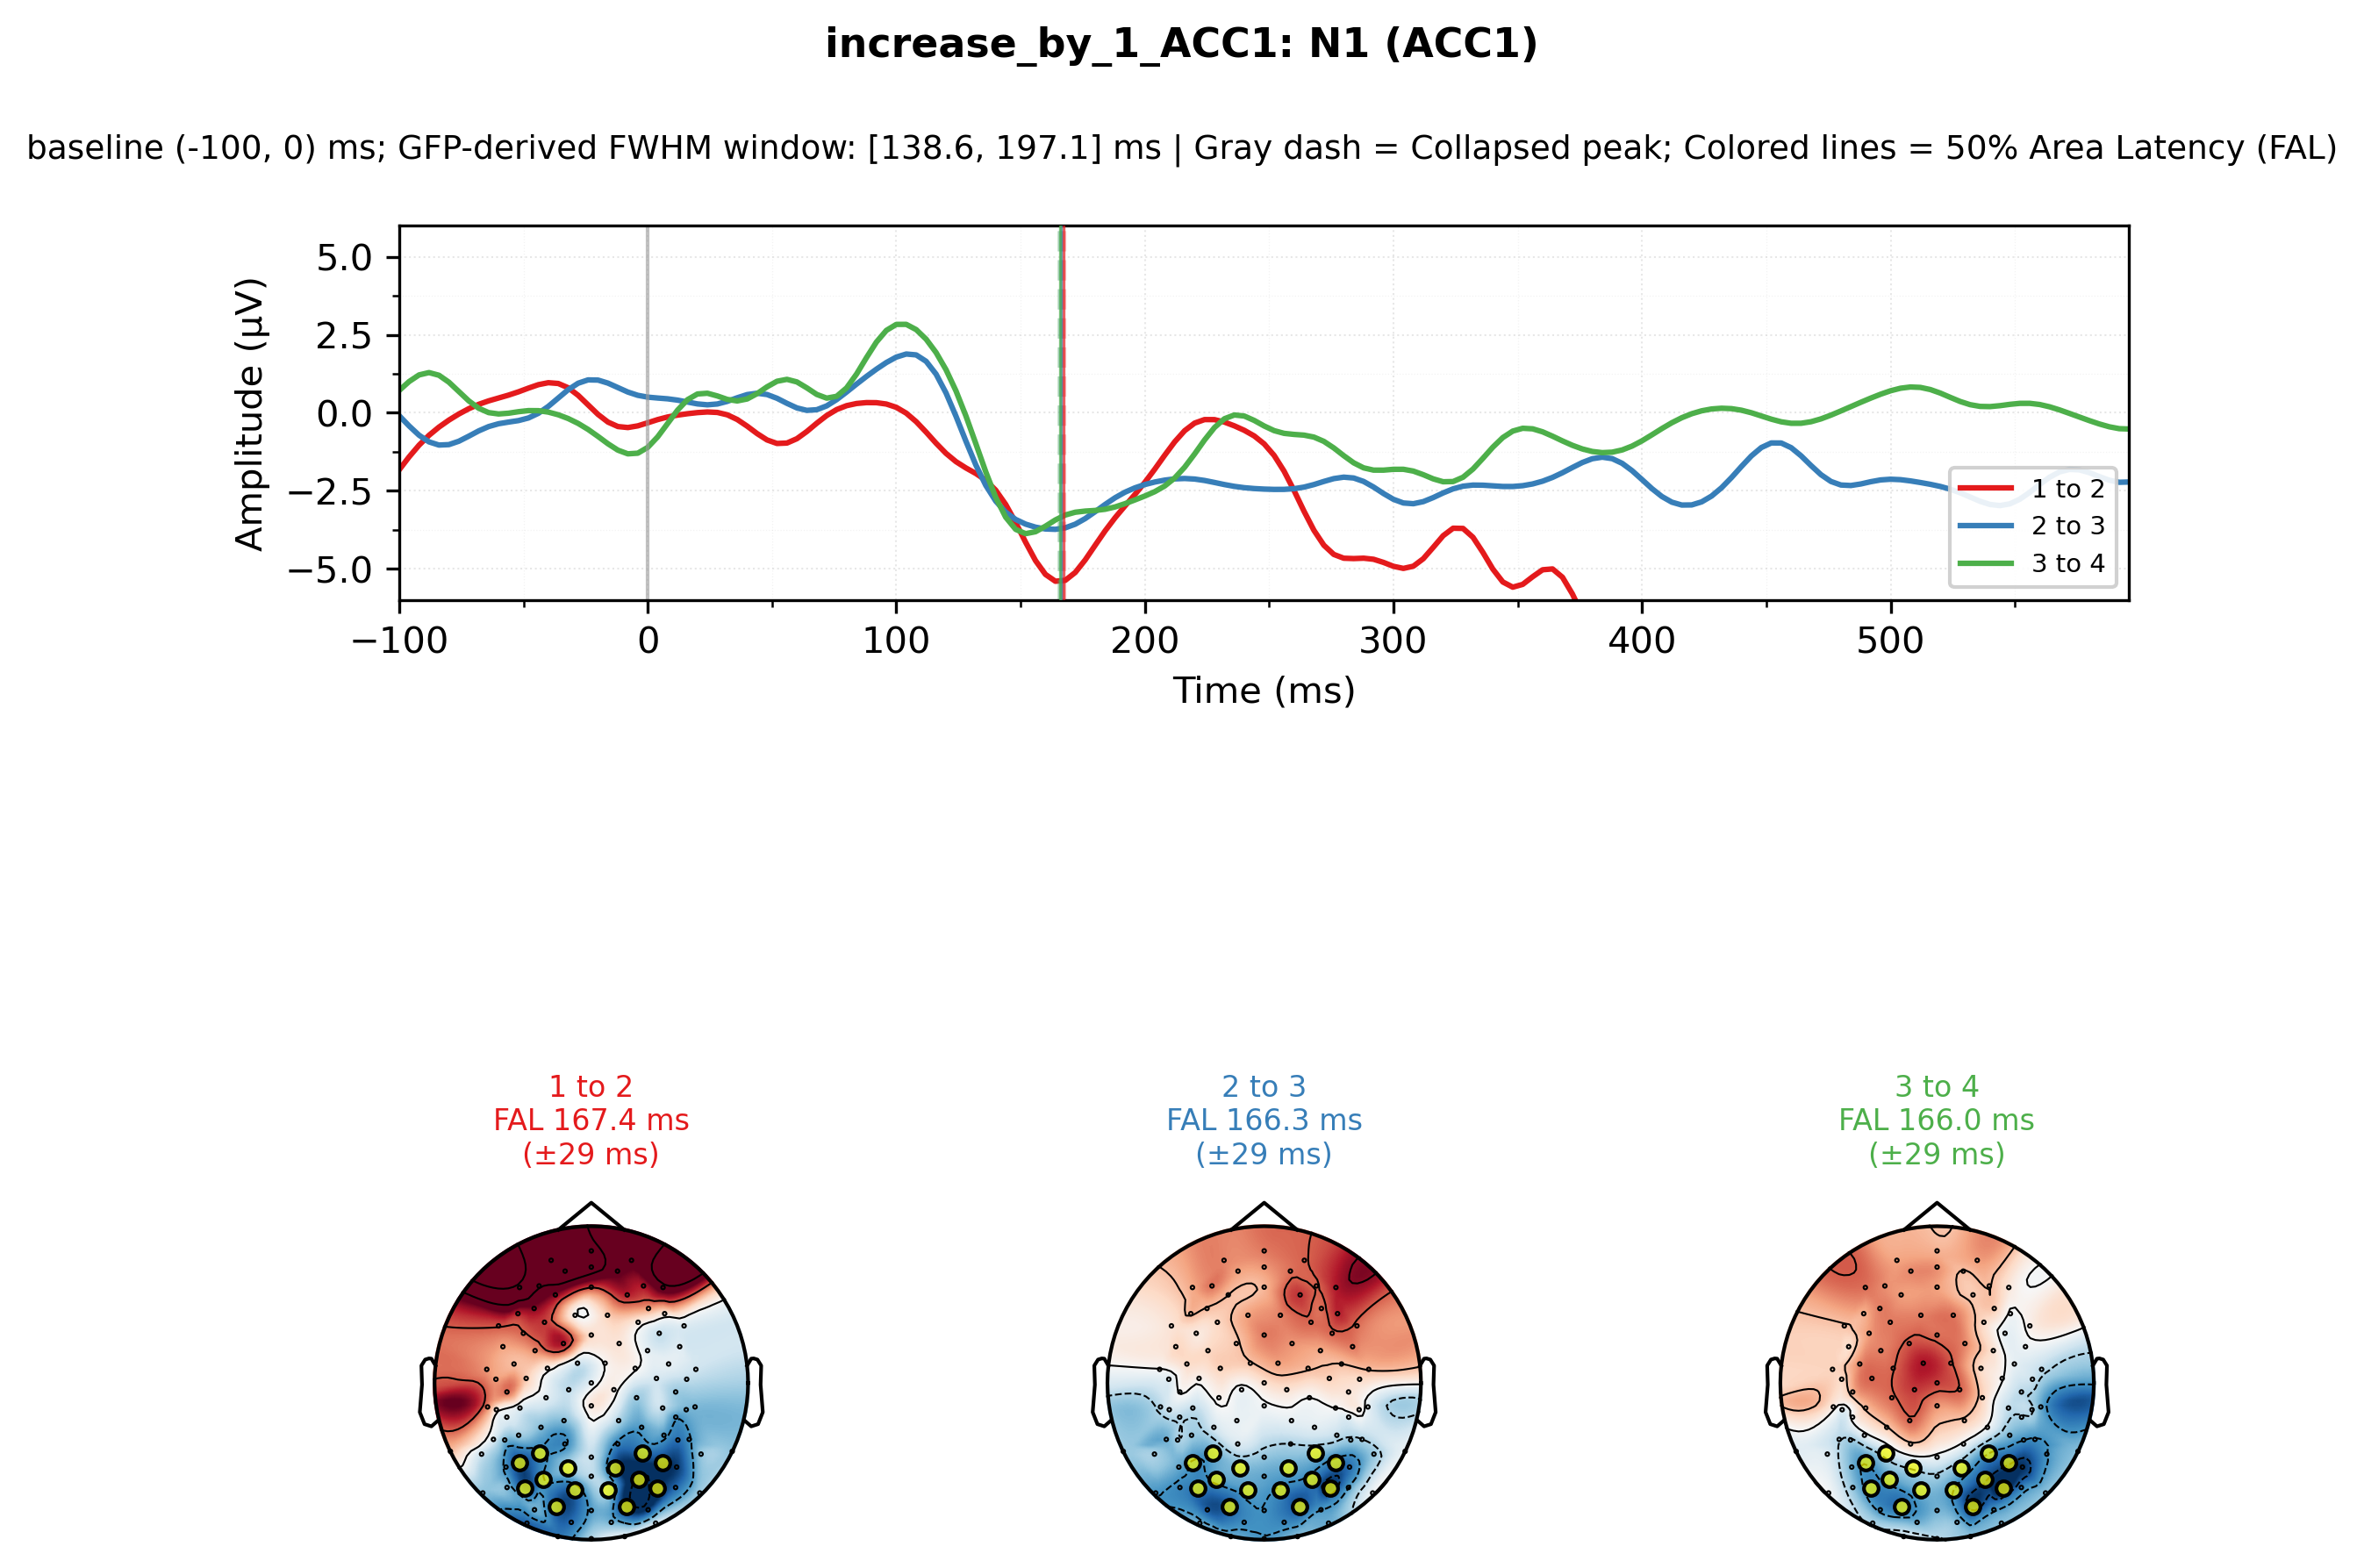 increase_by_1_ACC1: N1 (ACC1)
baseline (-100, 0) ms; GFP-derived FWHM window: [138.6, 197.1] ms | Gray dash = Collapsed peak; Colored lines = 50% Area Latency (FAL)
Amplitude (µV)
5.0
2.5
0.0
−2.5
−5.0
1 to 2
2 to 3
3 to 4
−100 0 100 200 300 400 500
Time (ms)
1 to 2
FAL 167.4 ms
(±29 ms)
2 to 3
FAL 166.3 ms
(±29 ms)
3 to 4
FAL 166.0 ms
(±29 ms)